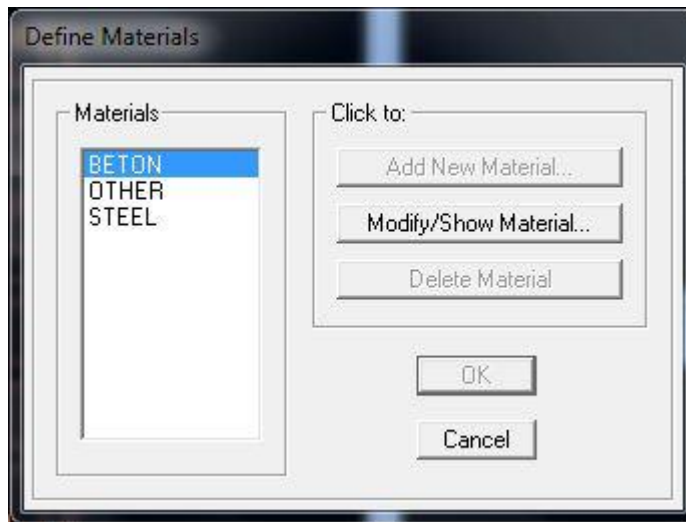 Define Materials
Materials
BETON
OTHER
STEEL
Click to:
Add New Material...
Modify/Show Material...
Delete Material
OK
Cancel